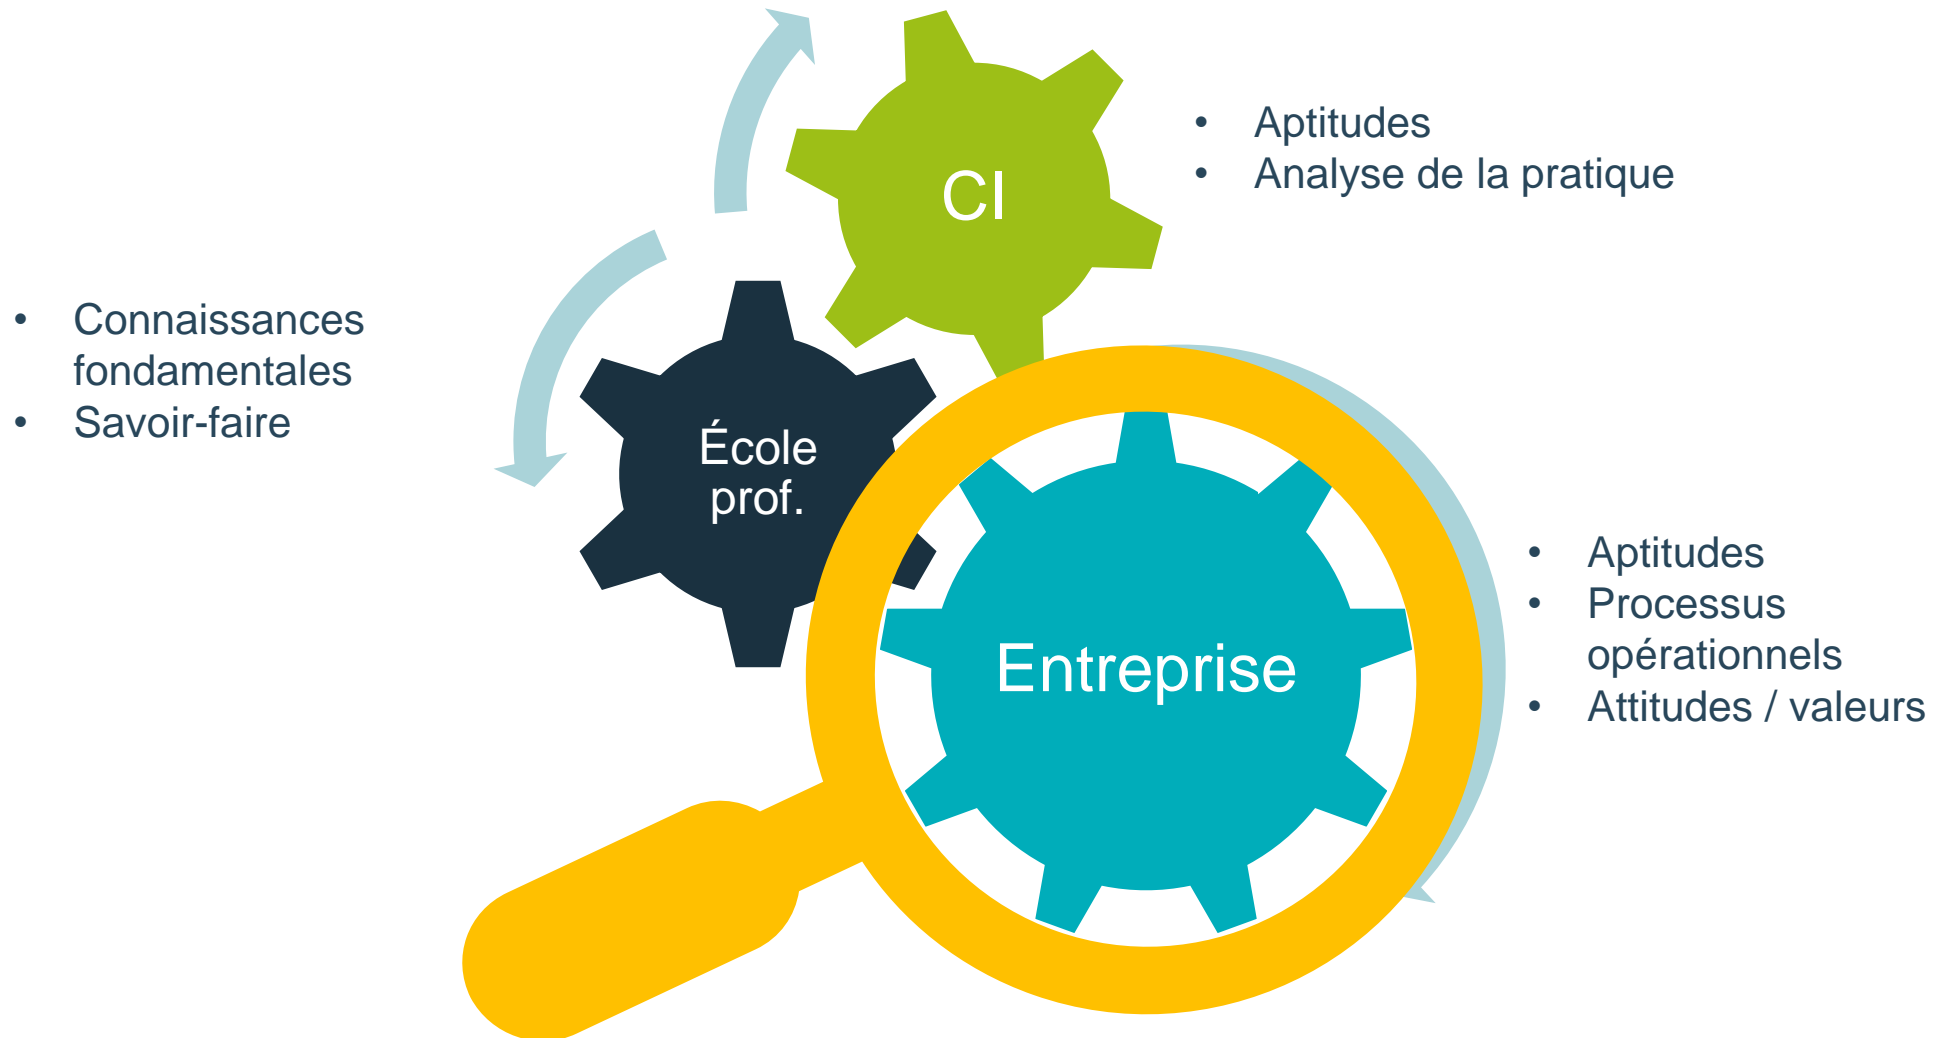 CI
• Aptitudes
• Analyse de la pratique
• Connaissances
fondamentales
• Savoir-faire
École
prof.
Entreprise
• Aptitudes
• Processus
opérationnels
• Attitudes / valeurs